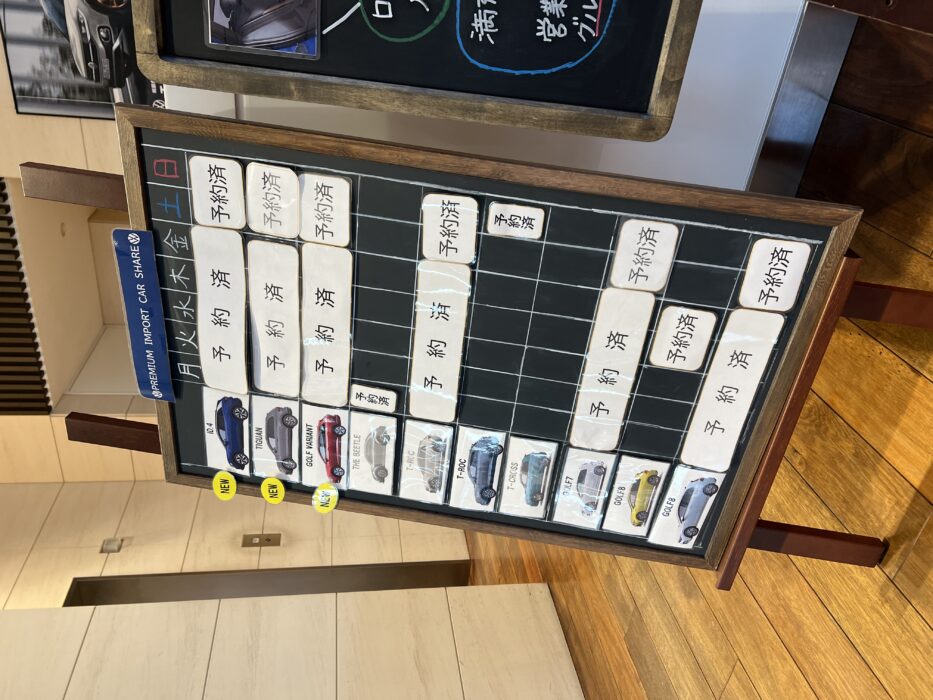 PREMIUM IMPORT CAR SHARE
月 火 水 木 金 土 日
NEW ID.4 予約済 予約済
NEW TIGUAN 予約済 予約済
NEW GOLF VARIANT 予約済 予約済
THE BEETLE 予約済
T-ROC 予約済 予約済
T-ROC 予約済
T-CROSS
GOLF7 予約済 予約済
GOLF8 予約済
GOLF8 予約済 予約済
営業